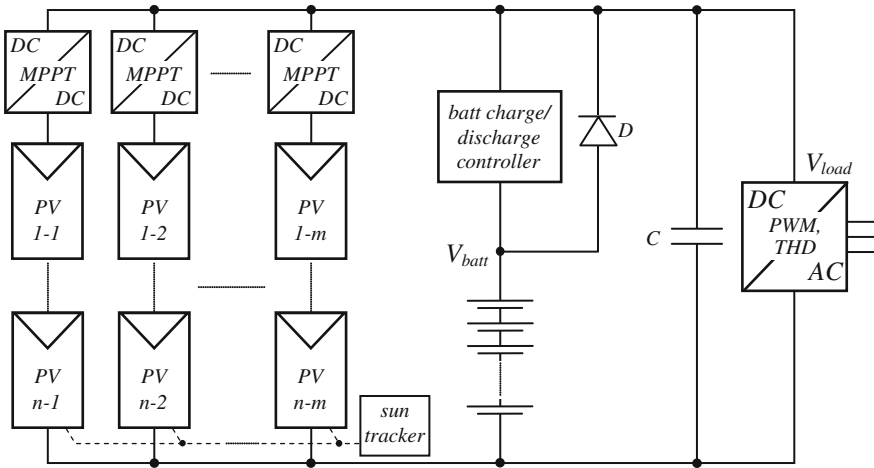 DC
MPPT
DC
DC
MPPT
DC
DC
MPPT
DC
PV
1-1
PV
1-2
PV
1-m
PV
n-1
PV
n-2
PV
n-m
sun
tracker
batt charge/
discharge
controller
D
V_batt
C
V_load
DC
PWM,
THD
AC